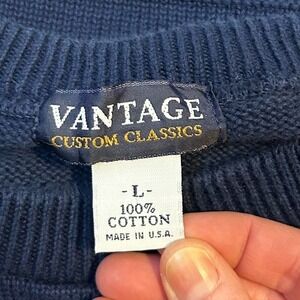 VANTAGE
CUSTOM CLASSICS
- L -
100%
COTTON
MADE IN U.S.A.